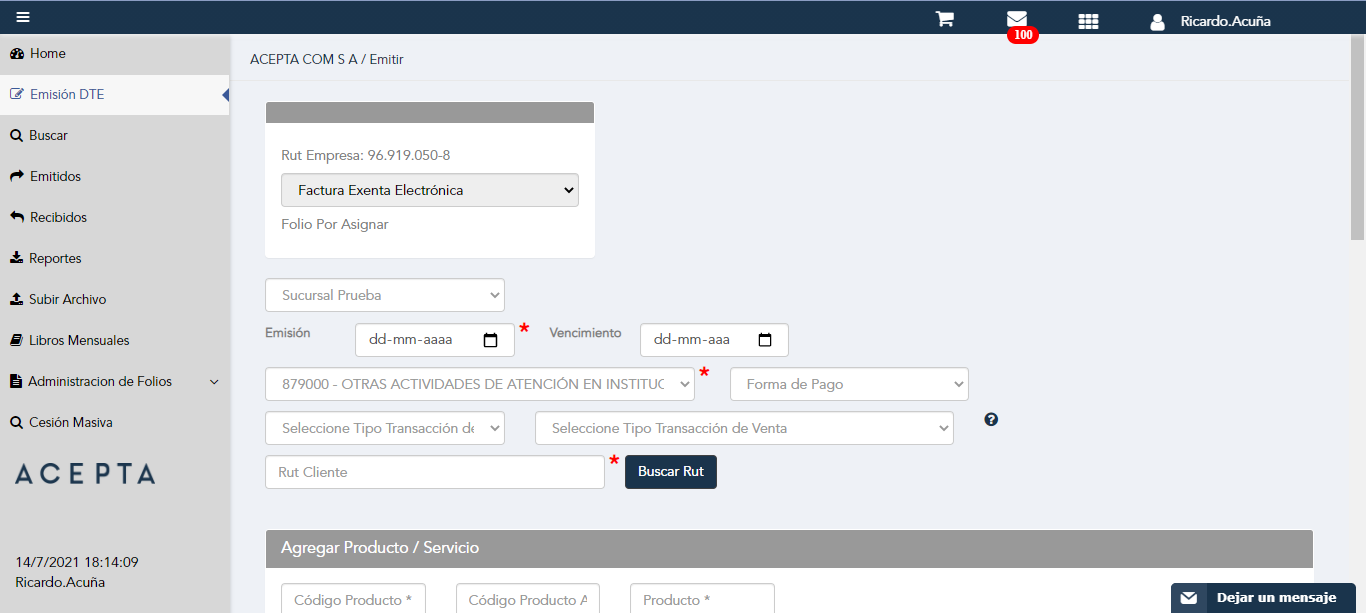 100
Ricardo.Acuña
Home
Emisión DTE
Buscar
Emitidos
Recibidos
Reportes
Subir Archivo
Libros Mensuales
Administracion de Folios
Cesión Masiva
ACEPTA
14/7/2021 18:14:09
Ricardo.Acuña
ACEPTA COM S A / Emitir
Rut Empresa: 96.919.050-8
Factura Exenta Electrónica
Folio Por Asignar
Sucursal Prueba
Emisión dd-mm-aaaa * Vencimiento dd-mm-aaa
879000 - OTRAS ACTIVIDADES DE ATENCIÓN EN INSTITUC * Forma de Pago
Seleccione Tipo Transacción de Seleccione Tipo Transacción de Venta ?
Rut Cliente * Buscar Rut
Agregar Producto / Servicio
Código Producto * Código Producto A Producto *
Dejar un mensaje